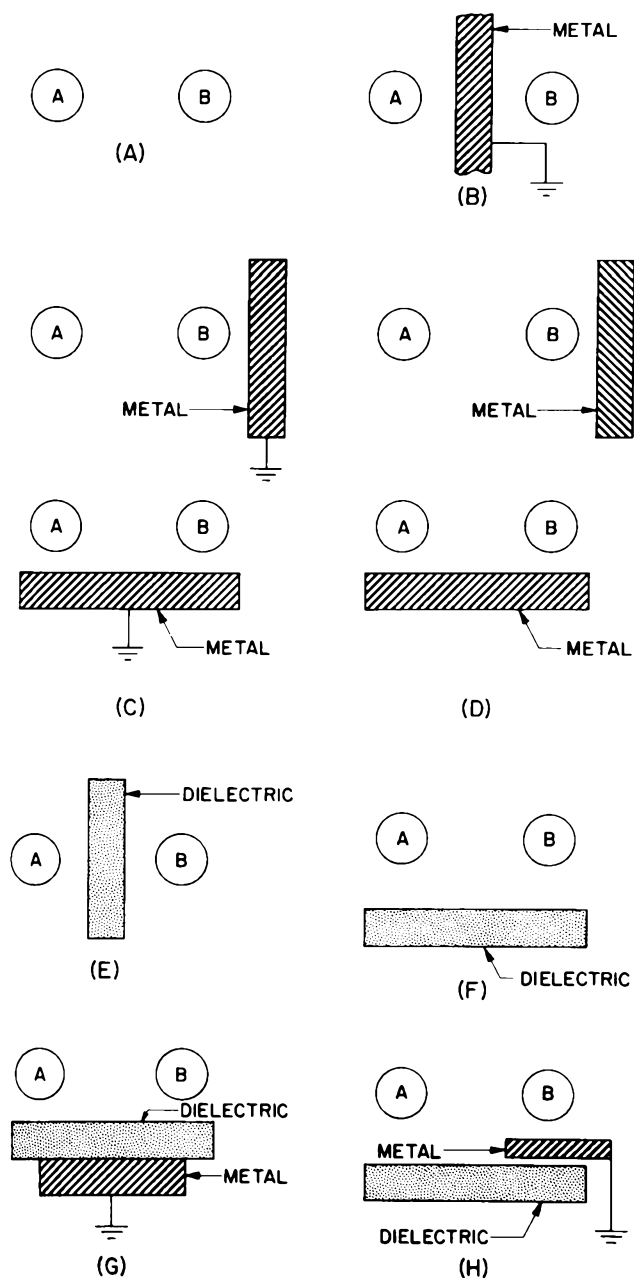 METAL
A B A B
(A)
(B)
A B A B
METAL METAL
A B A B
METAL METAL
(C) (D)
DIELECTRIC
A B
A B
(E)
(F)
DIELECTRIC
A B
A B
DIELECTRIC
METAL
METAL
DIELECTRIC
(G) (H)